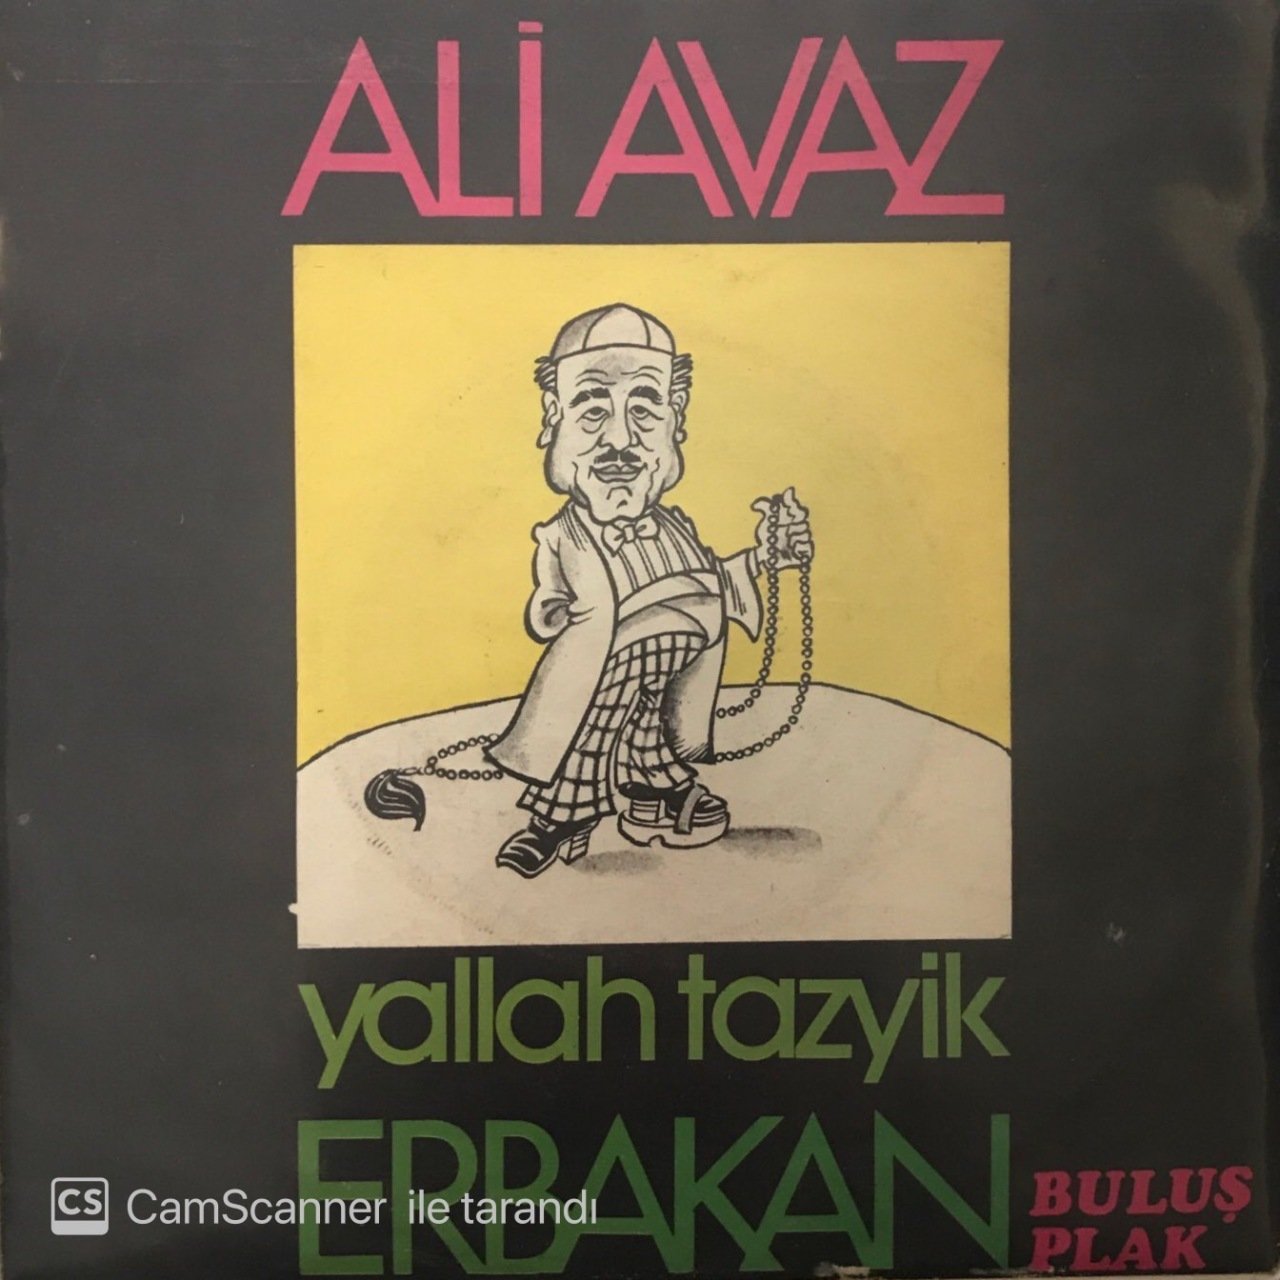 ALİ AVAZ
yallah tazyik
ERBAKAN
BULUŞ
PLAK
CS CamScanner ile tarandı